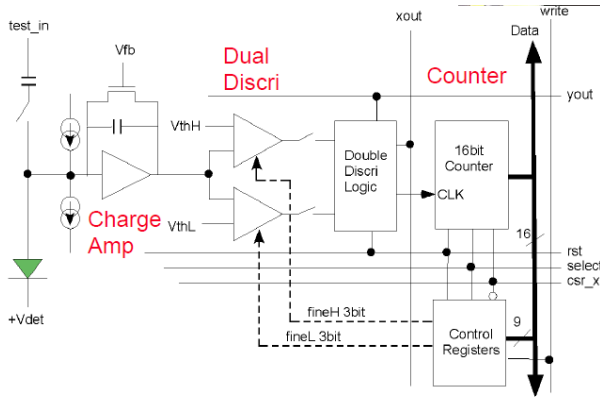 write
xout
test_in
Data
Vfb
Dual
Discri
Counter
yout
VthH
Double
Discri
Logic
16bit
Counter
CLK
VthL
Charge
Amp
16
rst
select
csr_x
+Vdet
fineH 3bit
fineL 3bit
9
Control
Registers